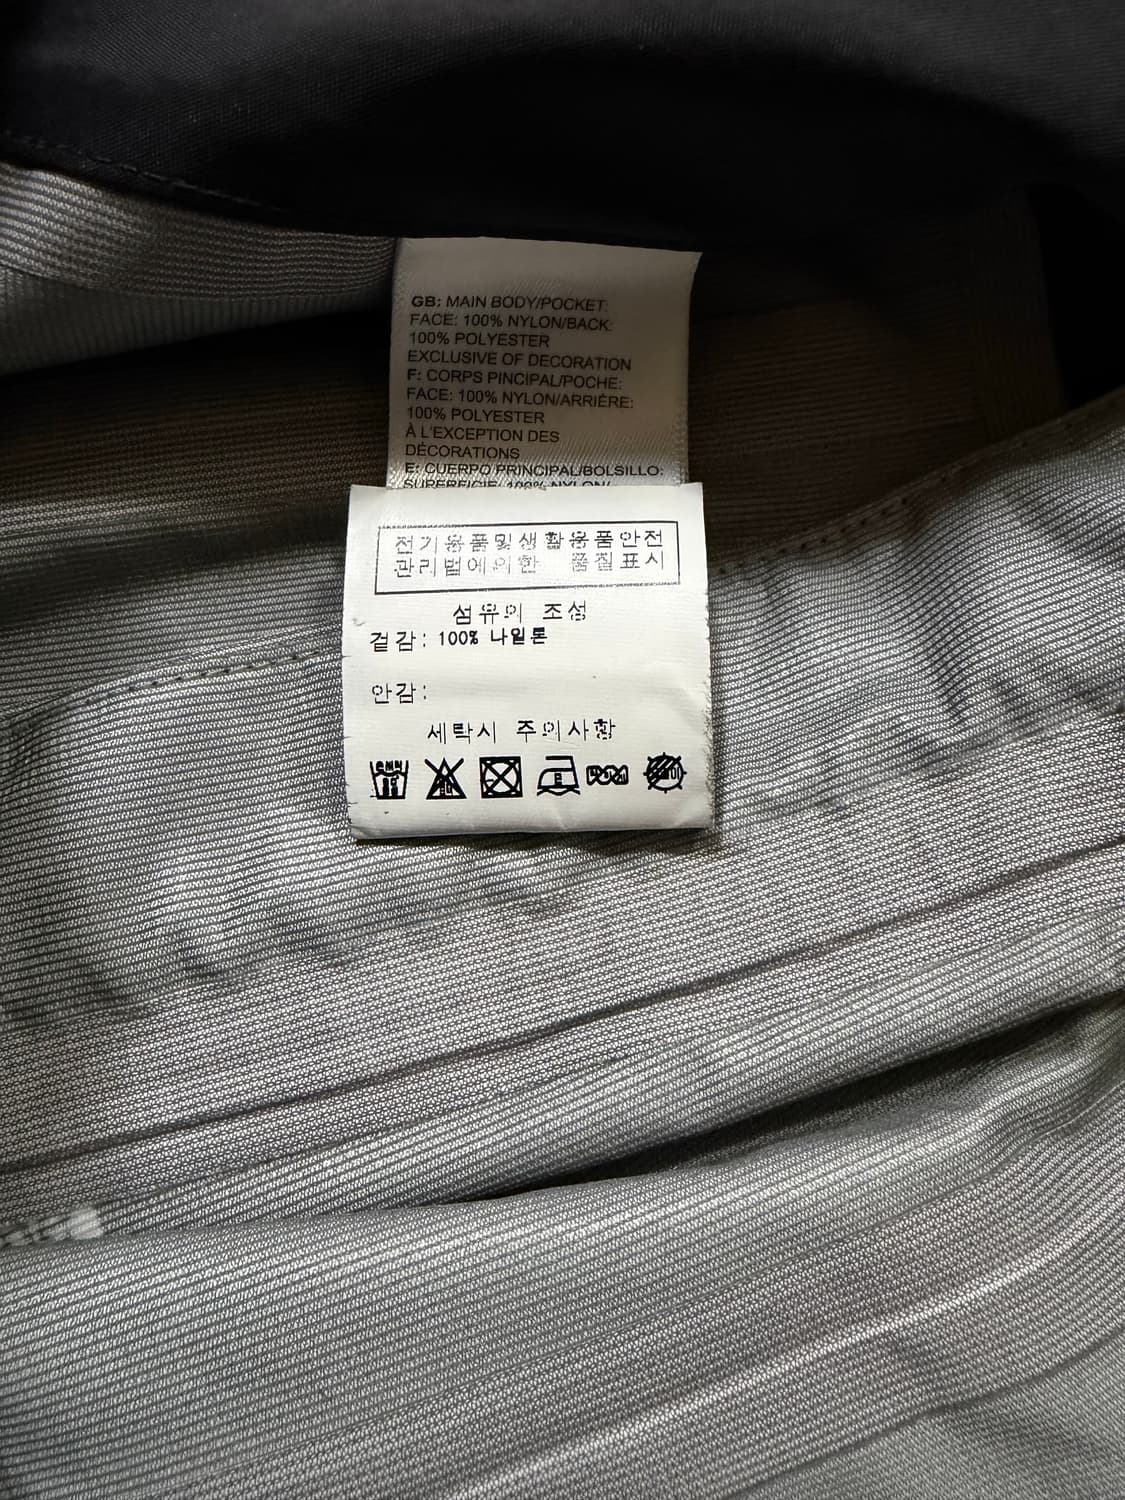 GB: MAIN BODY/POCKET:
FACE: 100% NYLON/BACK:
100% POLYESTER
EXCLUSIVE OF DECORATION
F: CORPS PINCIPAL/POCHE:
FACE: 100% NYLON/ARRIÈRE:
100% POLYESTER
À L'EXCEPTION DES
DÉCORATIONS
E: CUERPO PRINCIPAL/BOLSILLO:
SUPERFICIE: 100% NYLON/
전기용품및생활용품안전
관리법에의한 품질표시
섬유의 조성
겉감: 100% 나일론
안감:
세탁시 주의사항